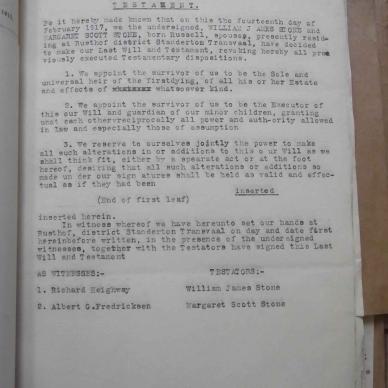 TESTAMENT.
Be it hereby made known that on this the fourteenth day of
February 1917, we the undersigned, WILLIAM JAMES STONE and
MARGARET SCOTT STONE, born Russell, spouses, presently resid-
ing at Rusthof district Standerton Transvaal, have decided
to make our Last Will and Testament, revoking hereby all pre
viously executed Testamentary dispositions.
1. We appoint the survivor of us to be the Sole and
universal heir of the firstdying, of all his or her Estate
and effects of whatsoever kind.
2. We appoint the survivor of us to be the Executor of
this our Will and guardian of our minor children, granting
unto each otherreciprocally all power and auth-ority allowed
in law and especially those of assumption
3. We reserve to ourselves jointly the power to make
all such alterations in or additions to this o ur Will as we
shall think fit, either by a separate act or at the foot
hereof, desiring that all such alterations or additions so
made un der our sign atures shall be held as valid and effec-
tual as if they had been
inserted
(End of first leaf)
inserted herein.
In witness whereof we have hereunto set our hands at
Rusthof, district Standerton Transvaal on day and date first
hereinbefore written, in the presence of the undersigned
witnesses, together with the Testators have signed this Last
Will and Testament
AS WITNESSES:- TESTATORS:-
1. Richard Heighway William James Stone
2. Albert G.Fredricksen Margaret Scott Stone